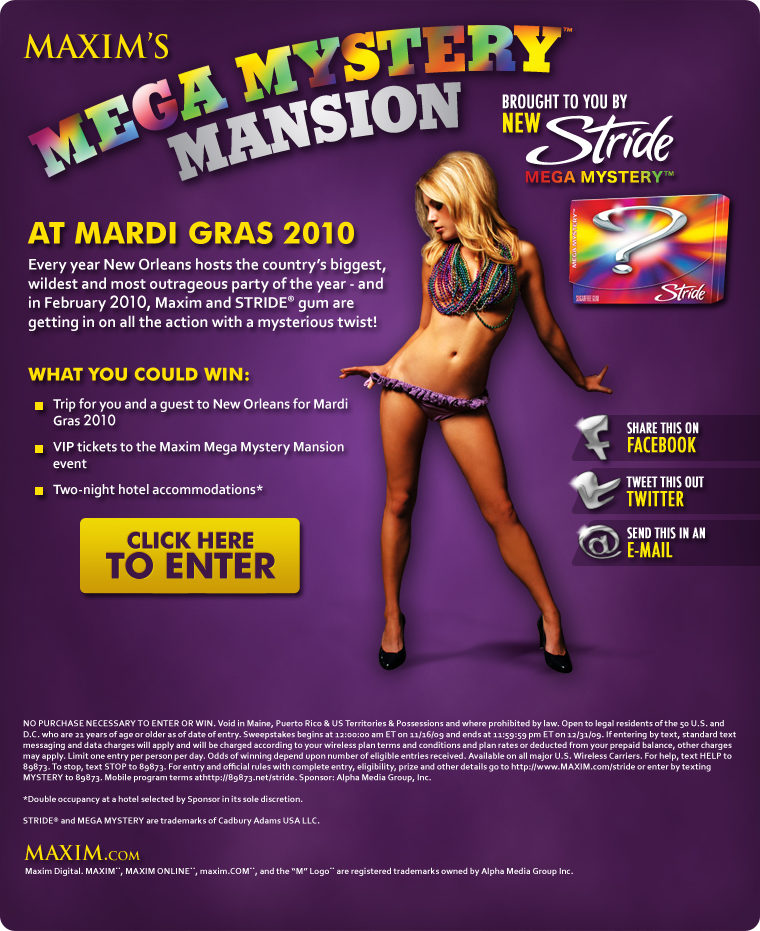 MAXIM'S
MEGA MYSTERY™
MANSION
BROUGHT TO YOU BY
NEW Stride
MEGA MYSTERY™
AT MARDI GRAS 2010
Every year New Orleans hosts the country's biggest,
wildest and most outrageous party of the year - and
in February 2010, Maxim and STRIDE® gum are
getting in on all the action with a mysterious twist!
MEGA MYSTERY™
?
SUGARFREE GUM
Stride
WHAT YOU COULD WIN:
Trip for you and a guest to New Orleans for Mardi
Gras 2010
VIP tickets to the Maxim Mega Mystery Mansion
event
Two-night hotel accommodations*
CLICK HERE
TO ENTER
SHARE THIS ON
FACEBOOK
TWEET THIS OUT
TWITTER
@
SEND THIS IN AN
E-MAIL
NO PURCHASE NECESSARY TO ENTER OR WIN. Void in Maine, Puerto Rico & US Territories & Possessions and where prohibited by law. Open to legal residents of the 50 U.S. and
D.C. who are 21 years of age or older as of date of entry. Sweepstakes begins at 12:00:00 am ET on 11/16/09 and ends at 11:59:59 pm ET on 12/31/09. If entering by text, standard text
messaging and data charges will apply and will be charged according to your wireless plan terms and conditions and plan rates or deducted from your prepaid balance, other charges
may apply. Limit one entry per person per day. Odds of winning depend upon number of eligible entries received. Available on all major U.S. Wireless Carriers. For help, text HELP to
89873. To stop, text STOP to 89873. For entry and official rules with complete entry, eligibility, prize and other details go to http://www.MAXIM.com/stride or enter by texting
MYSTERY to 89873. Mobile program terms athttp://89873.net/stride. Sponsor: Alpha Media Group, Inc.
*Double occupancy at a hotel selected by Sponsor in its sole discretion.
STRIDE® and MEGA MYSTERY are trademarks of Cadbury Adams USA LLC.
MAXIM.COM
Maxim Digital. MAXIM¨, MAXIM ONLINE¨, maxim.COM¨, and the "M" Logo¨ are registered trademarks owned by Alpha Media Group Inc.